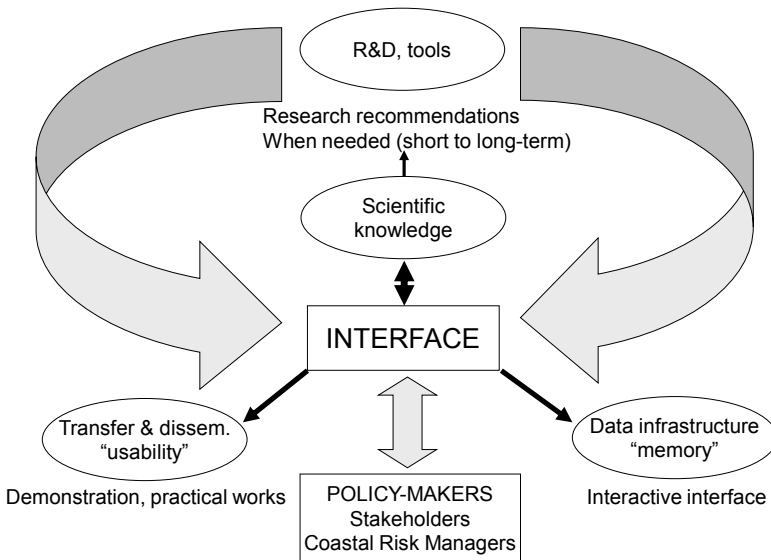 R&D, tools
Research recommendations
When needed (short to long-term)
Scientific
knowledge
INTERFACE
Transfer & dissem.
“usability”
Demonstration, practical works
Data infrastructure
“memory”
Interactive interface
POLICY-MAKERS
Stakeholders
Coastal Risk Managers